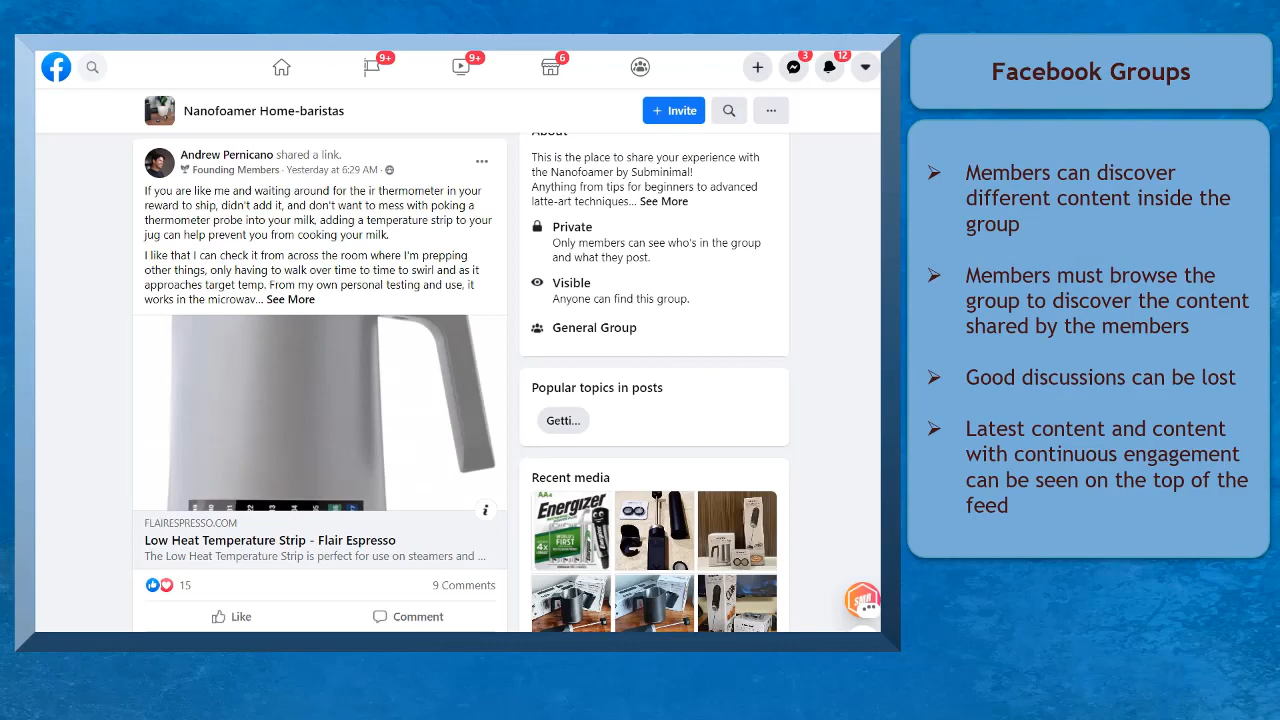 9+
9+
6
3
12
Nanofoamer Home-baristas
+ Invite
Andrew Pernicano shared a link.
Founding Members · Yesterday at 6:29 AM ·
If you are like me and waiting around for the ir thermometer in your
reward to ship, didn't add it, and don't want to mess with poking a
thermometer probe into your milk, adding a temperature strip to your
jug can help prevent you from cooking your milk.
I like that I can check it from across the room where I'm prepping
other things, only having to walk over time to time to swirl and as it
approaches target temp. From my own personal testing and use, it
works in the microwav... See More
FLAIRESPRESSO.COM
Low Heat Temperature Strip - Flair Espresso
The Low Heat Temperature Strip is perfect for use on steamers and ...
15
9 Comments
Like
Comment
About
This is the place to share your experience with
the Nanofoamer by Subminimal!
Anything from tips for beginners to advanced
latte-art techniques... See More
Private
Only members can see who's in the group
and what they post.
Visible
Anyone can find this group.
General Group
Popular topics in posts
Getti...
Recent media
AA4
Energizer
WORLD'S
FIRST
4x
SMR
Facebook Groups
Members can discover
different content inside the
group
Members must browse the
group to discover the content
shared by the members
Good discussions can be lost
Latest content and content
with continuous engagement
can be seen on the top of the
feed